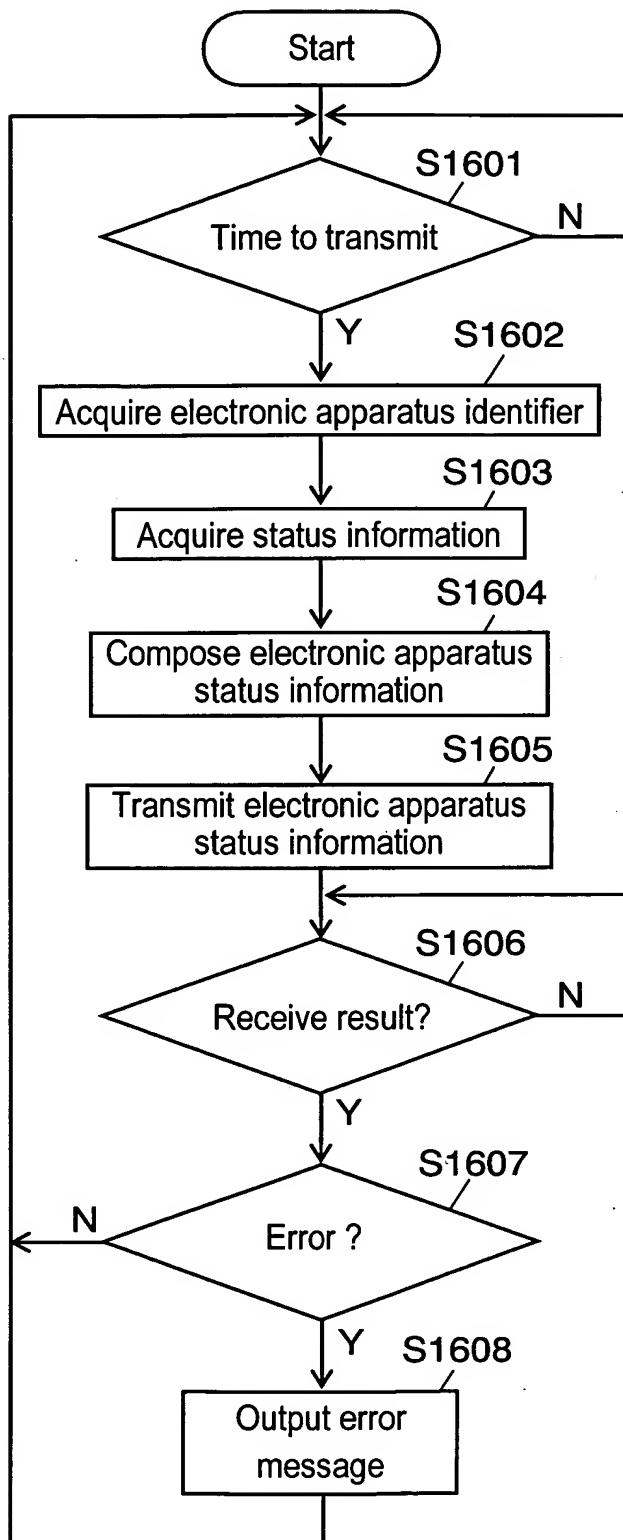 Start
S1601
Time to transmit
N
Y
S1602
Acquire electronic apparatus identifier
S1603
Acquire status information
S1604
Compose electronic apparatus
status information
S1605
Transmit electronic apparatus
status information
S1606
Receive result?
N
Y
S1607
N
Error ?
Y
S1608
Output error
message